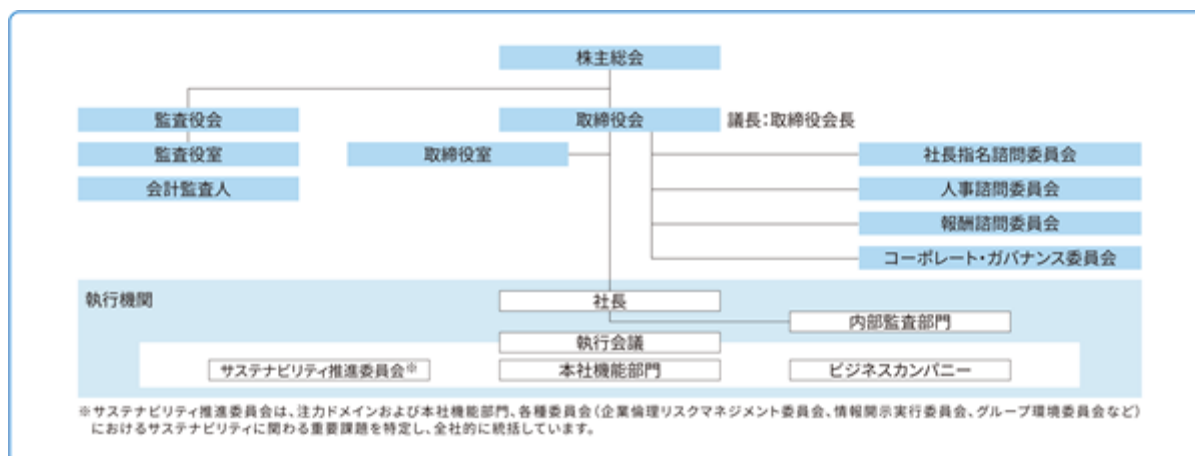 株主総会
監査役会
取締役会
議長：取締役会長
監査役室
取締役室
社長指名諮問委員会
会計監査人
人事諮問委員会
報酬諮問委員会
コーポレート・ガバナンス委員会
執行機関
社長
内部監査部門
執行会議
サステナビリティ推進委員会※
本社機能部門
ビジネスカンパニー
※サステナビリティ推進委員会は、注力ドメインおよび本社機能部門、各種委員会（企業倫理リスクマネジメント委員会、情報開示実行委員会、グループ環境委員会など）
におけるサステナビリティに関わる重要課題を特定し、全社的に統括しています。